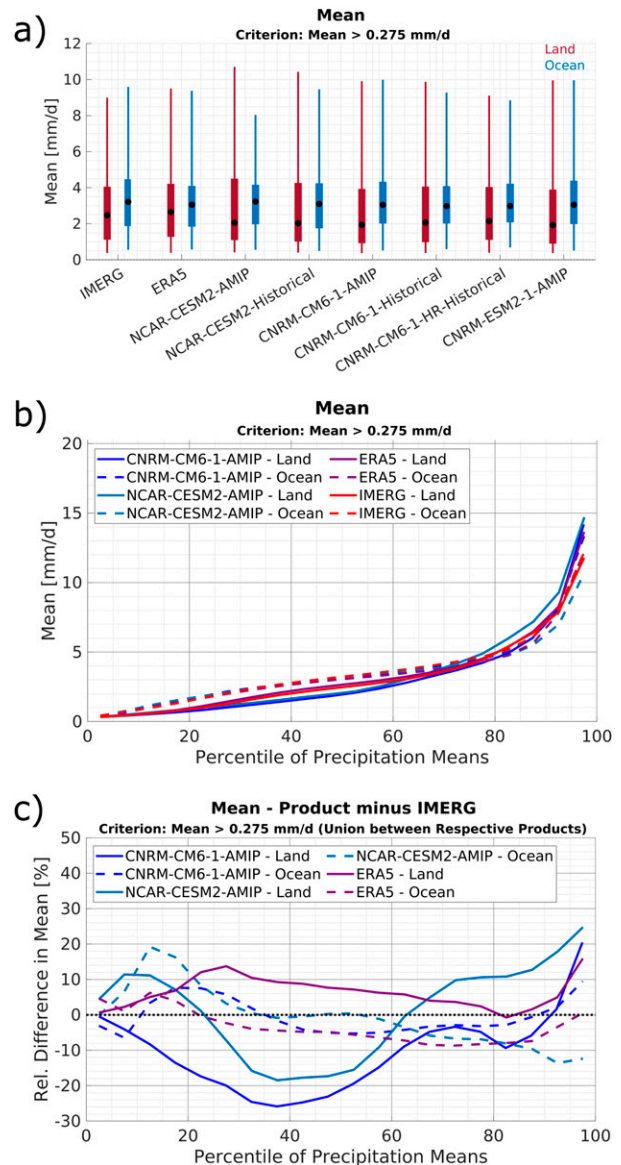 a)
Mean
Criterion: Mean > 0.275 mm/d
Land
Ocean
12
10
8
6
4
2
0
Mean [mm/d]
IMERG
ERA5
NCAR-CESM2-AMIP
NCAR-CESM2-Historical
CNRM-CM6-1-AMIP
CNRM-CM6-1-Historical
CNRM-CM6-1-HR-Historical
CNRM-ESM2-1-AMIP
b)
Mean
Criterion: Mean > 0.275 mm/d
20
15
10
5
0
Mean [mm/d]
CNRM-CM6-1-AMIP - Land
CNRM-CM6-1-AMIP - Ocean
NCAR-CESM2-AMIP - Land
NCAR-CESM2-AMIP - Ocean
ERA5 - Land
ERA5 - Ocean
IMERG - Land
IMERG - Ocean
0 20 40 60 80 100
Percentile of Precipitation Means
c)
Mean - Product minus IMERG
Criterion: Mean > 0.275 mm/d (Union between Respective Products)
50
40
30
20
10
0
-10
-20
-30
Rel. Difference in Mean [%]
CNRM-CM6-1-AMIP - Land
CNRM-CM6-1-AMIP - Ocean
NCAR-CESM2-AMIP - Land
NCAR-CESM2-AMIP - Ocean
ERA5 - Land
ERA5 - Ocean
0 20 40 60 80 100
Percentile of Precipitation Means